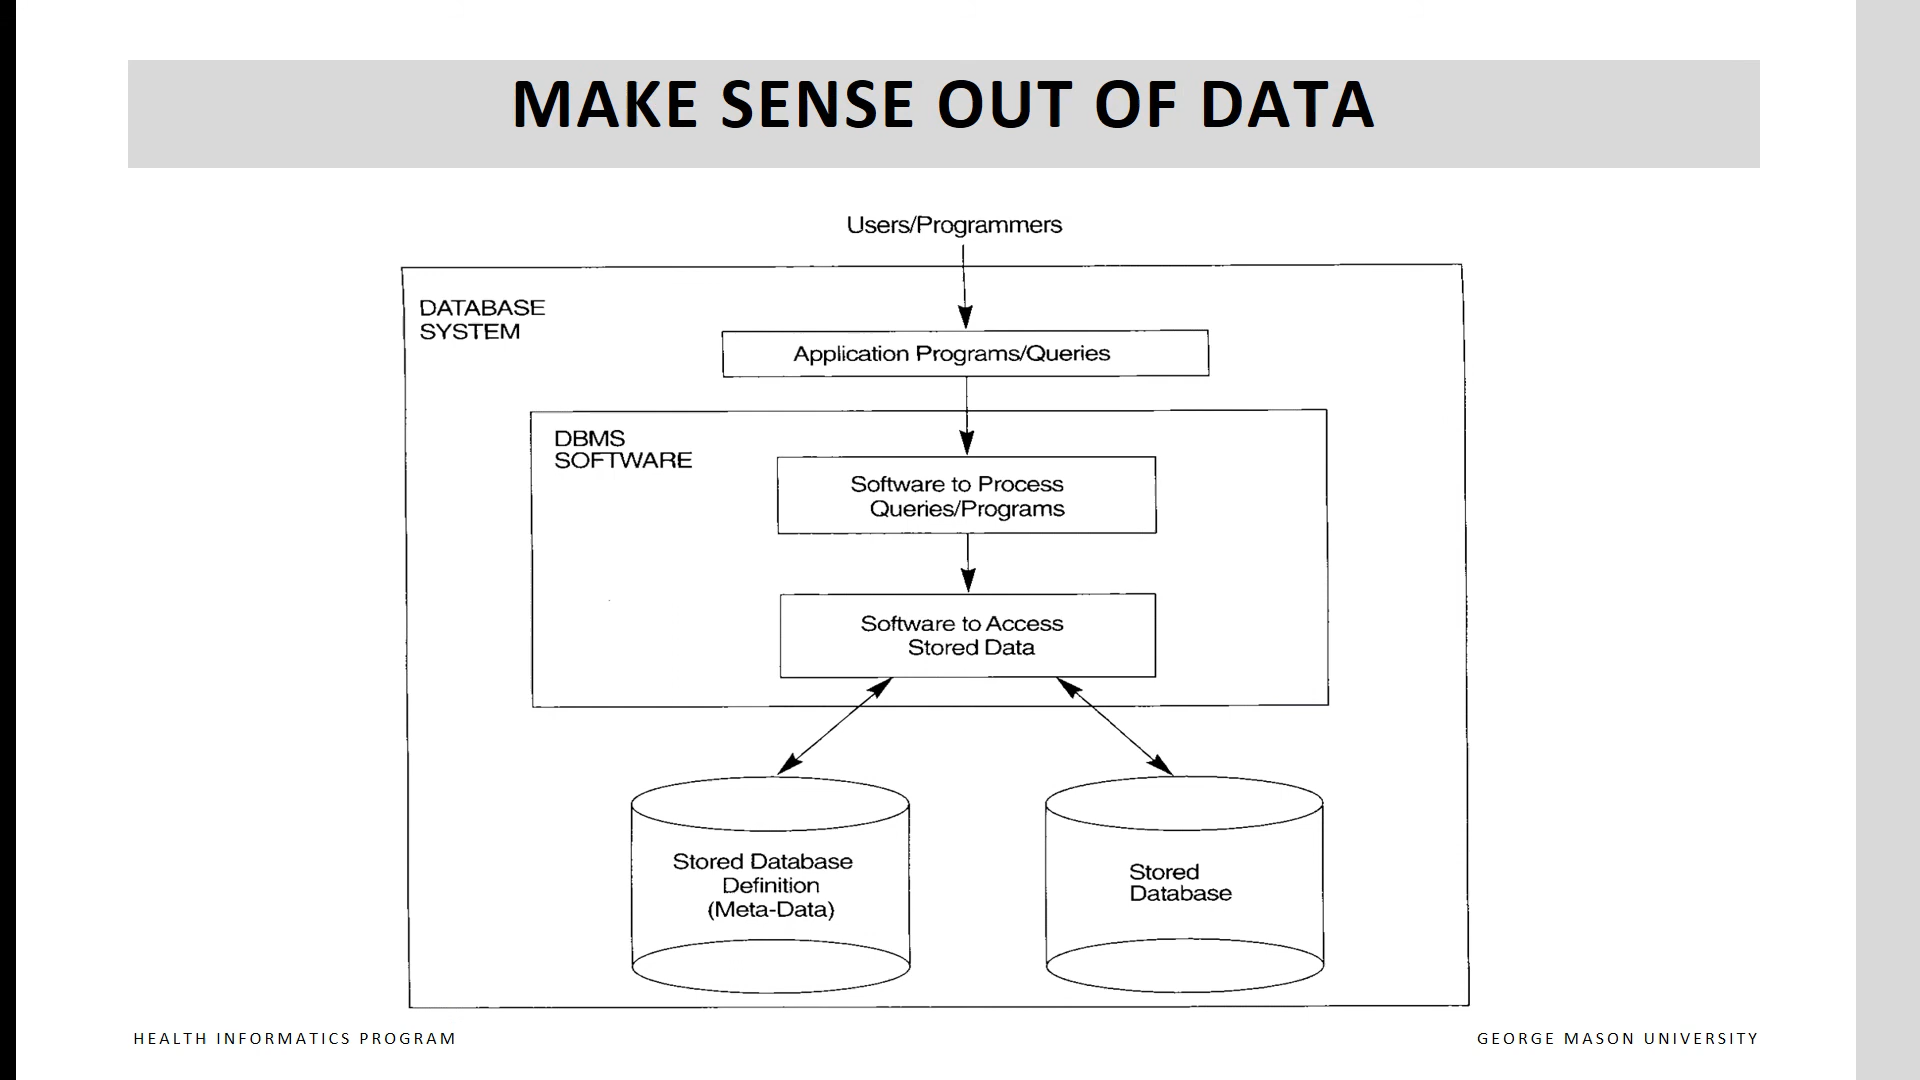 MAKE SENSE OUT OF DATA
Users/Programmers
DATABASE
SYSTEM
Application Programs/Queries
DBMS
SOFTWARE
Software to Process
Queries/Programs
Software to Access
Stored Data
Stored Database
Definition
(Meta-Data)
Stored
Database
HEALTH INFORMATICS PROGRAM
GEORGE MASON UNIVERSITY